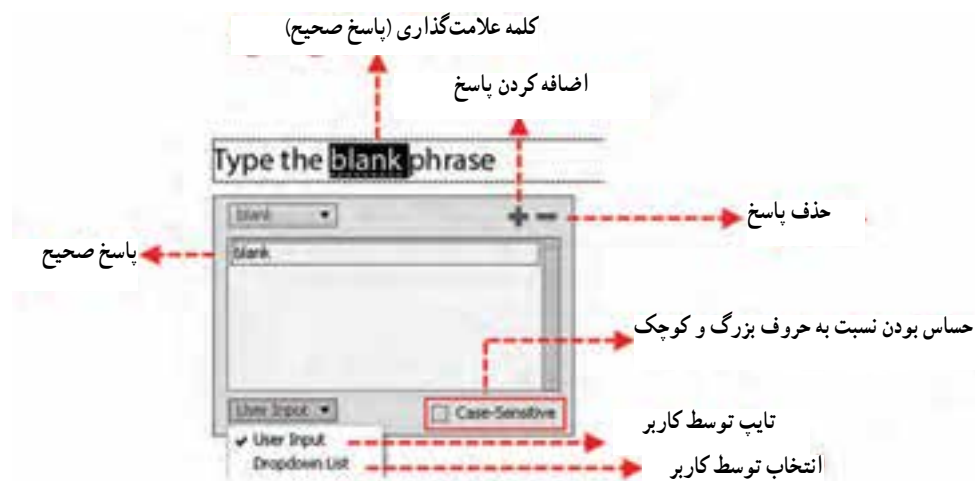 کلمه علامت‌گذاری (پاسخ صحیح)
اضافه کردن پاسخ
Type the blank phrase
blank
حذف پاسخ
blank
پاسخ صحیح
حساس بودن نسبت به حروف بزرگ و کوچک
User Input
Case-Sensitive
تایپ توسط کاربر
User Input
Dropdown List
انتخاب توسط کاربر